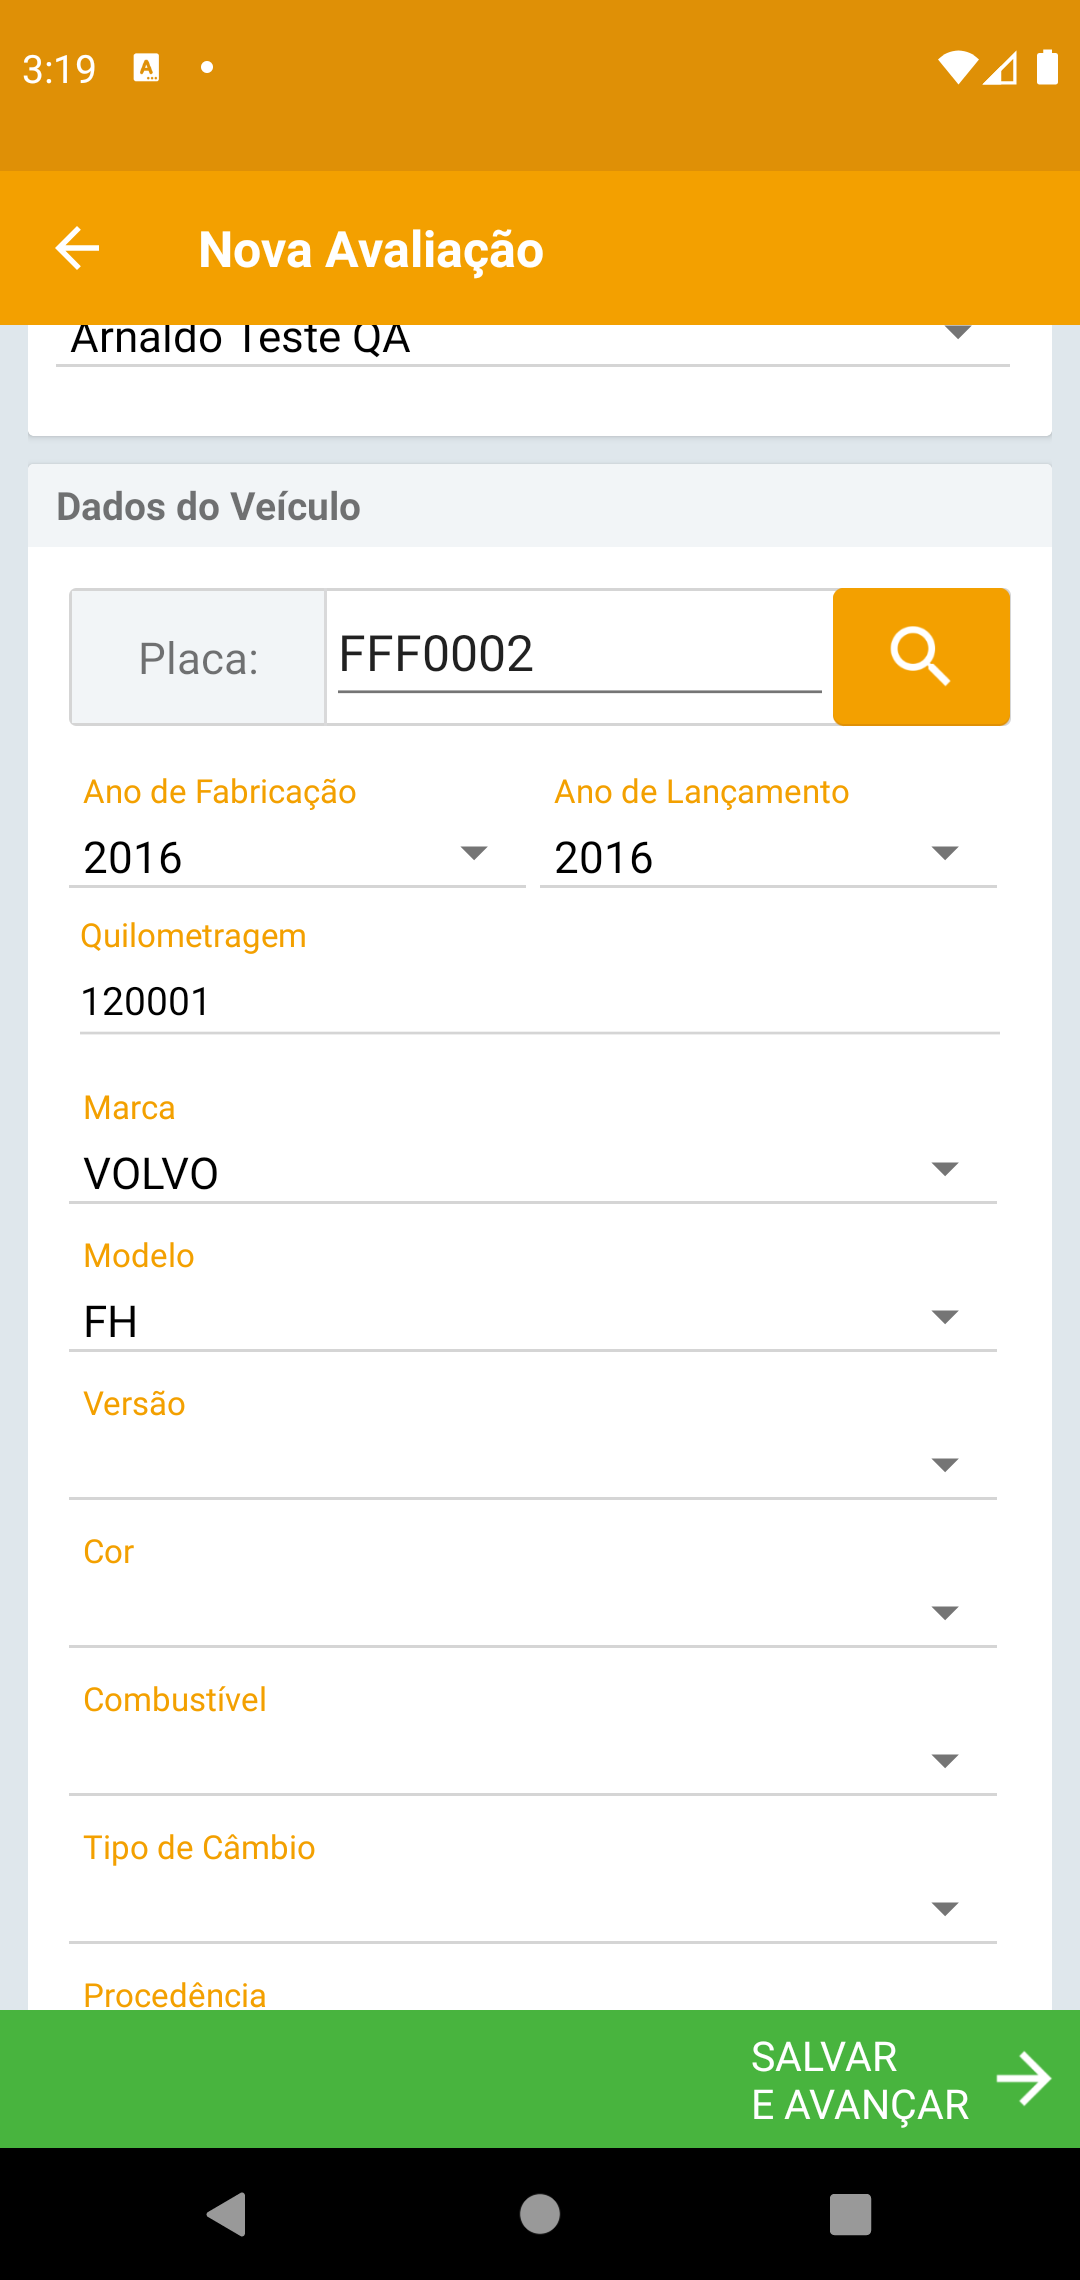 3:19
Nova Avaliação
Arnaldo Teste QA
Dados do Veículo
Placa:
FFF0002
Ano de Fabricação
Ano de Lançamento
2016
2016
Quilometragem
120001
Marca
VOLVO
Modelo
FH
Versão
Cor
Combustível
Tipo de Câmbio
Procedência
SALVAR
E AVANÇAR